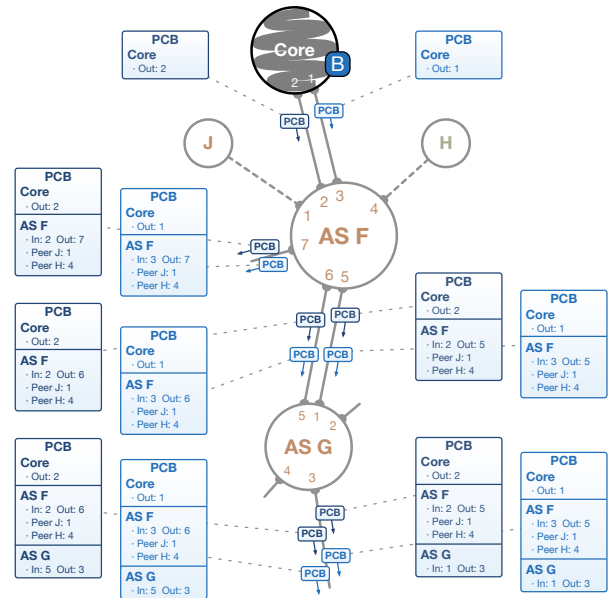 PCB
Core
· Out: 2
Core
B
2 1
PCB
Core
· Out: 1
PCB
PCB
J
H
1 2 3 4
7
AS F
6 5
PCB
Core
· Out: 2
AS F
· In: 2 Out: 7
· Peer J: 1
· Peer H: 4
PCB
Core
· Out: 1
AS F
· In: 3 Out: 7
· Peer J: 1
· Peer H: 4
PCB
PCB
PCB
Core
· Out: 2
AS F
· In: 2 Out: 6
· Peer J: 1
· Peer H: 4
PCB
Core
· Out: 1
AS F
· In: 3 Out: 6
· Peer J: 1
· Peer H: 4
PCB
PCB
PCB
PCB
PCB
Core
· Out: 2
AS F
· In: 2 Out: 5
· Peer J: 1
· Peer H: 4
PCB
Core
· Out: 1
AS F
· In: 3 Out: 5
· Peer J: 1
· Peer H: 4
5 1 2
AS G
4 3
PCB
Core
· Out: 2
AS F
· In: 2 Out: 6
· Peer J: 1
· Peer H: 4
AS G
· In: 5 Out: 3
PCB
Core
· Out: 1
AS F
· In: 3 Out: 6
· Peer J: 1
· Peer H: 4
AS G
· In: 5 Out: 3
PCB
PCB
PCB
PCB
PCB
Core
· Out: 2
AS F
· In: 2 Out: 5
· Peer J: 1
· Peer H: 4
AS G
· In: 1 Out: 3
PCB
Core
· Out: 1
AS F
· In: 3 Out: 5
· Peer J: 1
· Peer H: 4
AS G
· In: 1 Out: 3